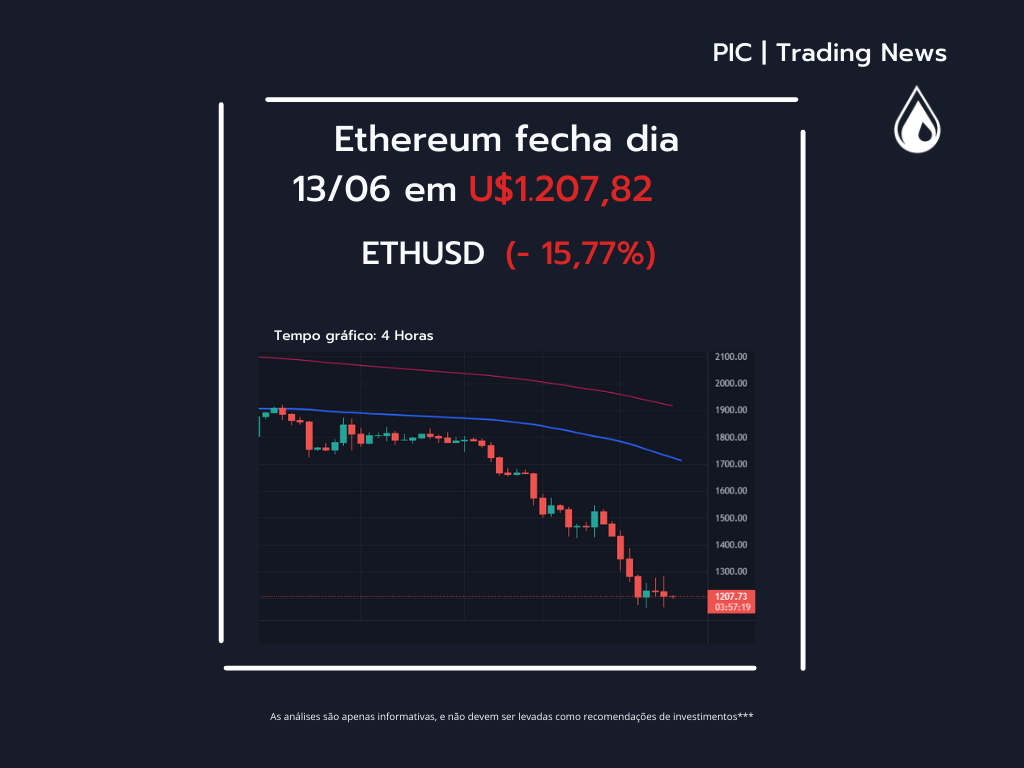 PIC | Trading News
Ethereum fecha dia
13/06 em U$1.207,82
ETHUSD (- 15,77%)
Tempo gráfico: 4 Horas
2100.00
2000.00
1900.00
1800.00
1700.00
1600.00
1500.00
1400.00
1300.00
1207.73
03:57:19
As análises são apenas informativas, e não devem ser levadas como recomendações de investimentos***